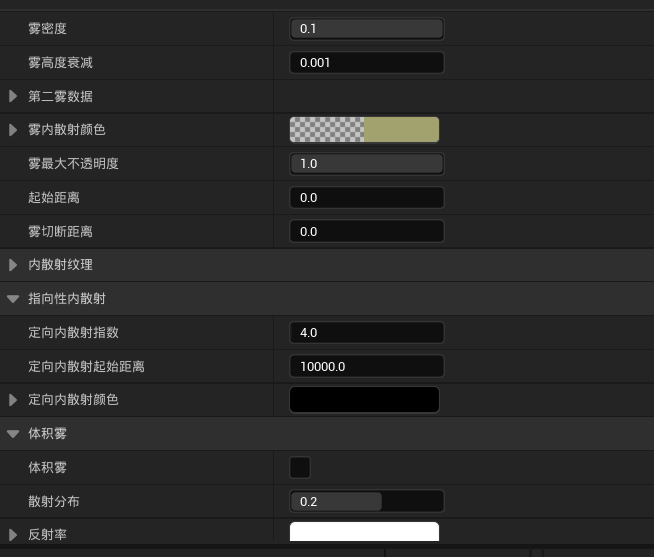 雾密度 0.1
雾高度衰减 0.001
第二雾数据
雾内散射颜色
雾最大不透明度 1.0
起始距离 0.0
雾切断距离 0.0
内散射纹理
指向性内散射
定向内散射指数 4.0
定向内散射起始距离 10000.0
定向内散射颜色
体积雾
体积雾
散射分布 0.2
反射率